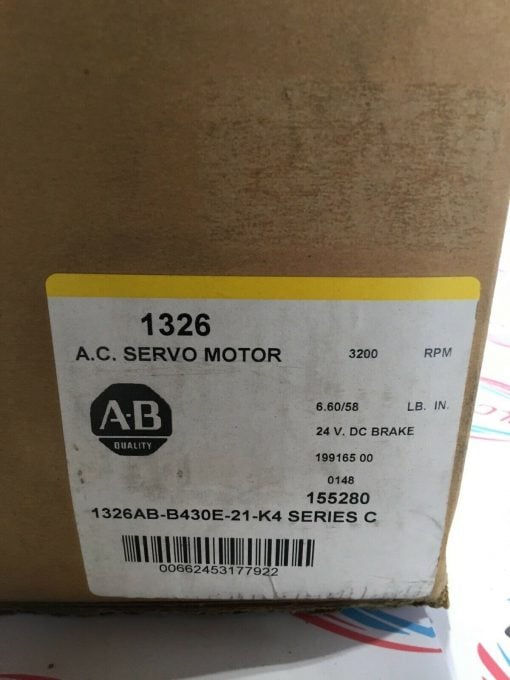 1326
A.C. SERVO MOTOR 3200 RPM
A-B
QUALITY
6.60/58 LB. IN.
24 V. DC BRAKE
199165 00
0148
155280
1326AB-B430E-21-K4 SERIES C
00662453177922